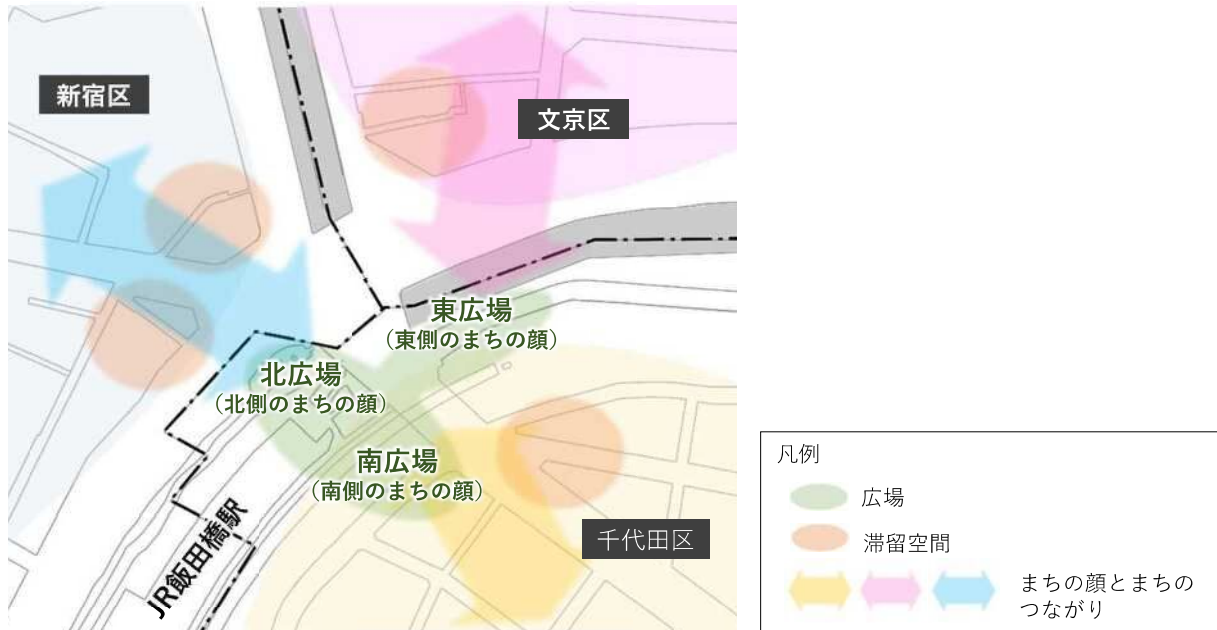 新宿区
文京区
東広場
（東側のまちの顔）
北広場
（北側のまちの顔）
南広場
（南側のまちの顔）
千代田区
JR飯田橋駅
凡例
広場
滞留空間
まちの顔とまちの
つながり